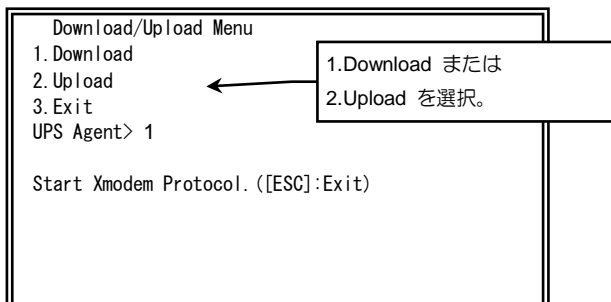 Download/Upload Menu
1.Download
2.Upload
3.Exit
UPS Agent> 1
Start Xmodem Protocol.([ESC]:Exit)
1.Download または
2.Upload を選択。